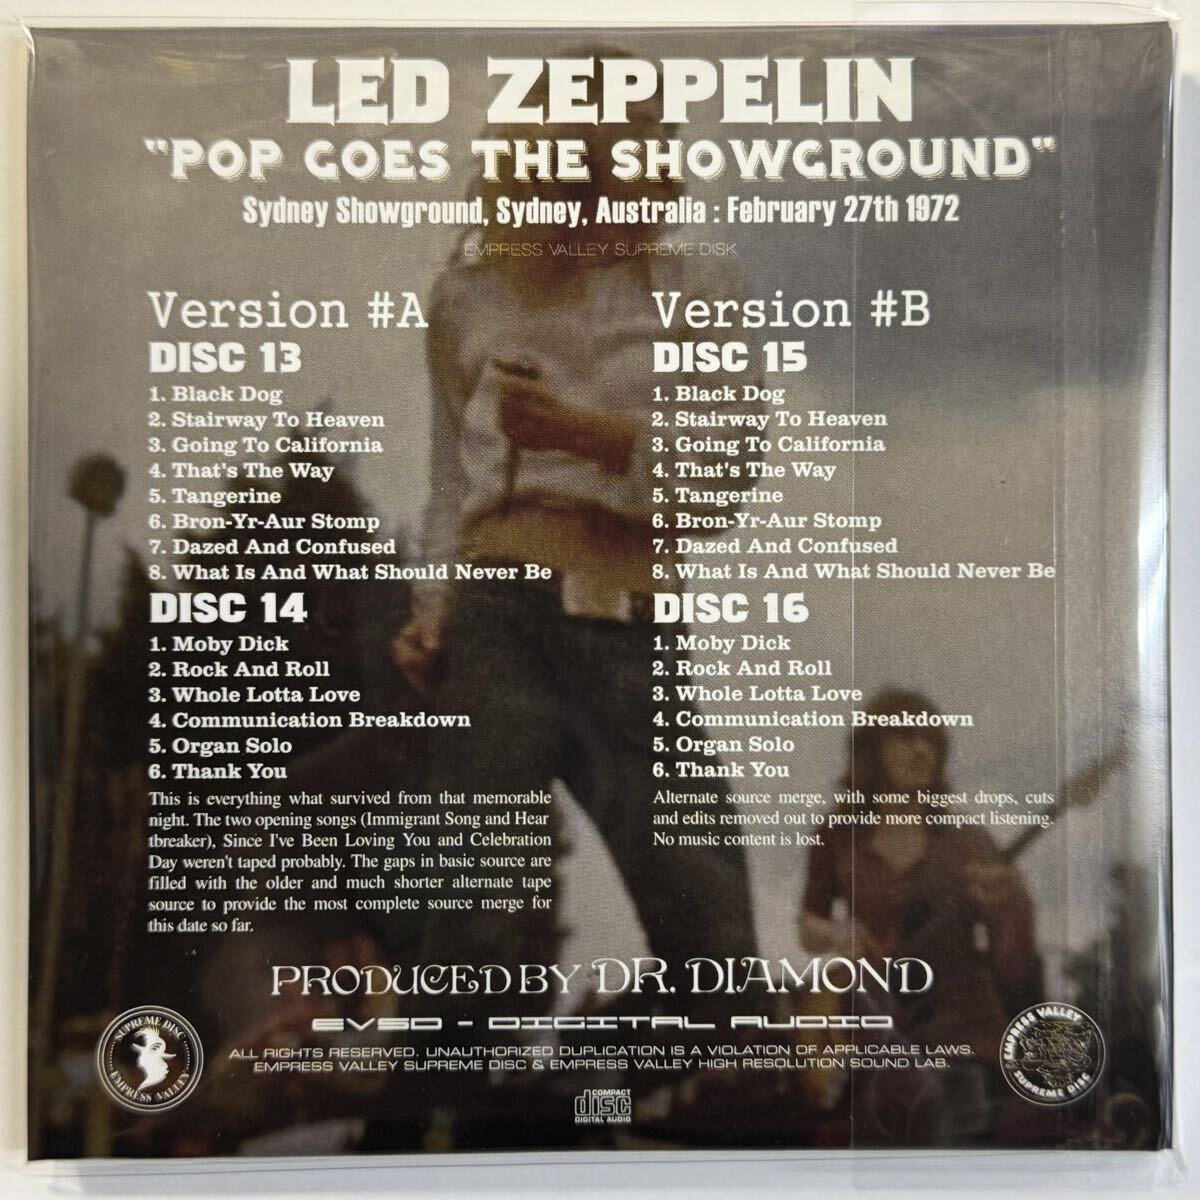 LED ZEPPELIN
"POP GOES THE SHOWGROUND"
Sydney Showground, Sydney, Australia : February 27th 1972
EMPRESS VALLEY SUPREME DISK
Version #A
DISC 13
1. Black Dog
2. Stairway To Heaven
3. Going To California
4. That's The Way
5. Tangerine
6. Bron-Yr-Aur Stomp
7. Dazed And Confused
8. What Is And What Should Never Be
DISC 14
1. Moby Dick
2. Rock And Roll
3. Whole Lotta Love
4. Communication Breakdown
5. Organ Solo
6. Thank You
This is everything what survived from that memorable
night. The two opening songs (Immigrant Song and Hear
tbreaker), Since I've Been Loving You and Celebration
Day weren't taped probably. The gaps in basic source are
filled with the older and much shorter alternate tape
source to provide the most complete source merge for
this date so far.
Version #B
DISC 15
1. Black Dog
2. Stairway To Heaven
3. Going To California
4. That's The Way
5. Tangerine
6. Bron-Yr-Aur Stomp
7. Dazed And Confused
8. What Is And What Should Never Be
DISC 16
1. Moby Dick
2. Rock And Roll
3. Whole Lotta Love
4. Communication Breakdown
5. Organ Solo
6. Thank You
Alternate source merge, with some biggest drops, cuts
and edits removed out to provide more compact listening.
No music content is lost.
PRODUCED BY DR. DIAMOND
EVSD - DIGITAL AUDIO
ALL RIGHTS RESERVED. UNAUTHORIZED DUPLICATION IS A VIOLATION OF APPLICABLE LAWS.
EMPRESS VALLEY SUPREME DISC & EMPRESS VALLEY HIGH RESOLUTION SOUND LAB.
SUPREME DISC
EMPRESS VALLEY
COMPACT
disc
DIGITAL AUDIO
EMPRESS VALLEY
SUPREME DISC